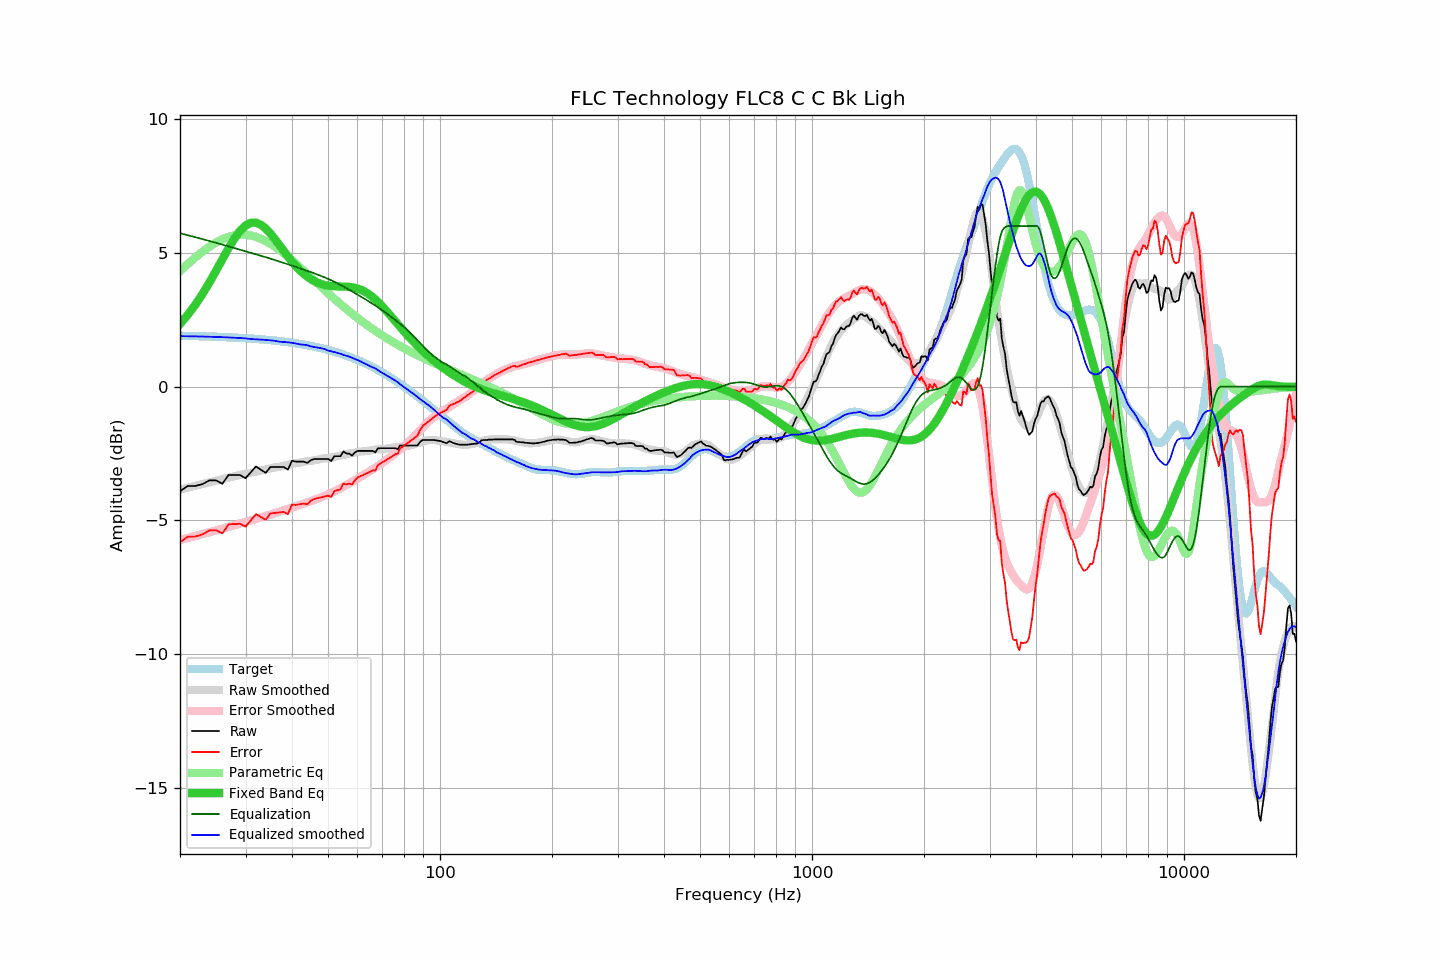 FLC Technology FLC8 C C Bk Ligh
10
5
0
−5
−10
−15
Amplitude (dBr)
Target
Raw Smoothed
Error Smoothed
Raw
Error
Parametric Eq
Fixed Band Eq
Equalization
Equalized smoothed
100
1000
10000
Frequency (Hz)